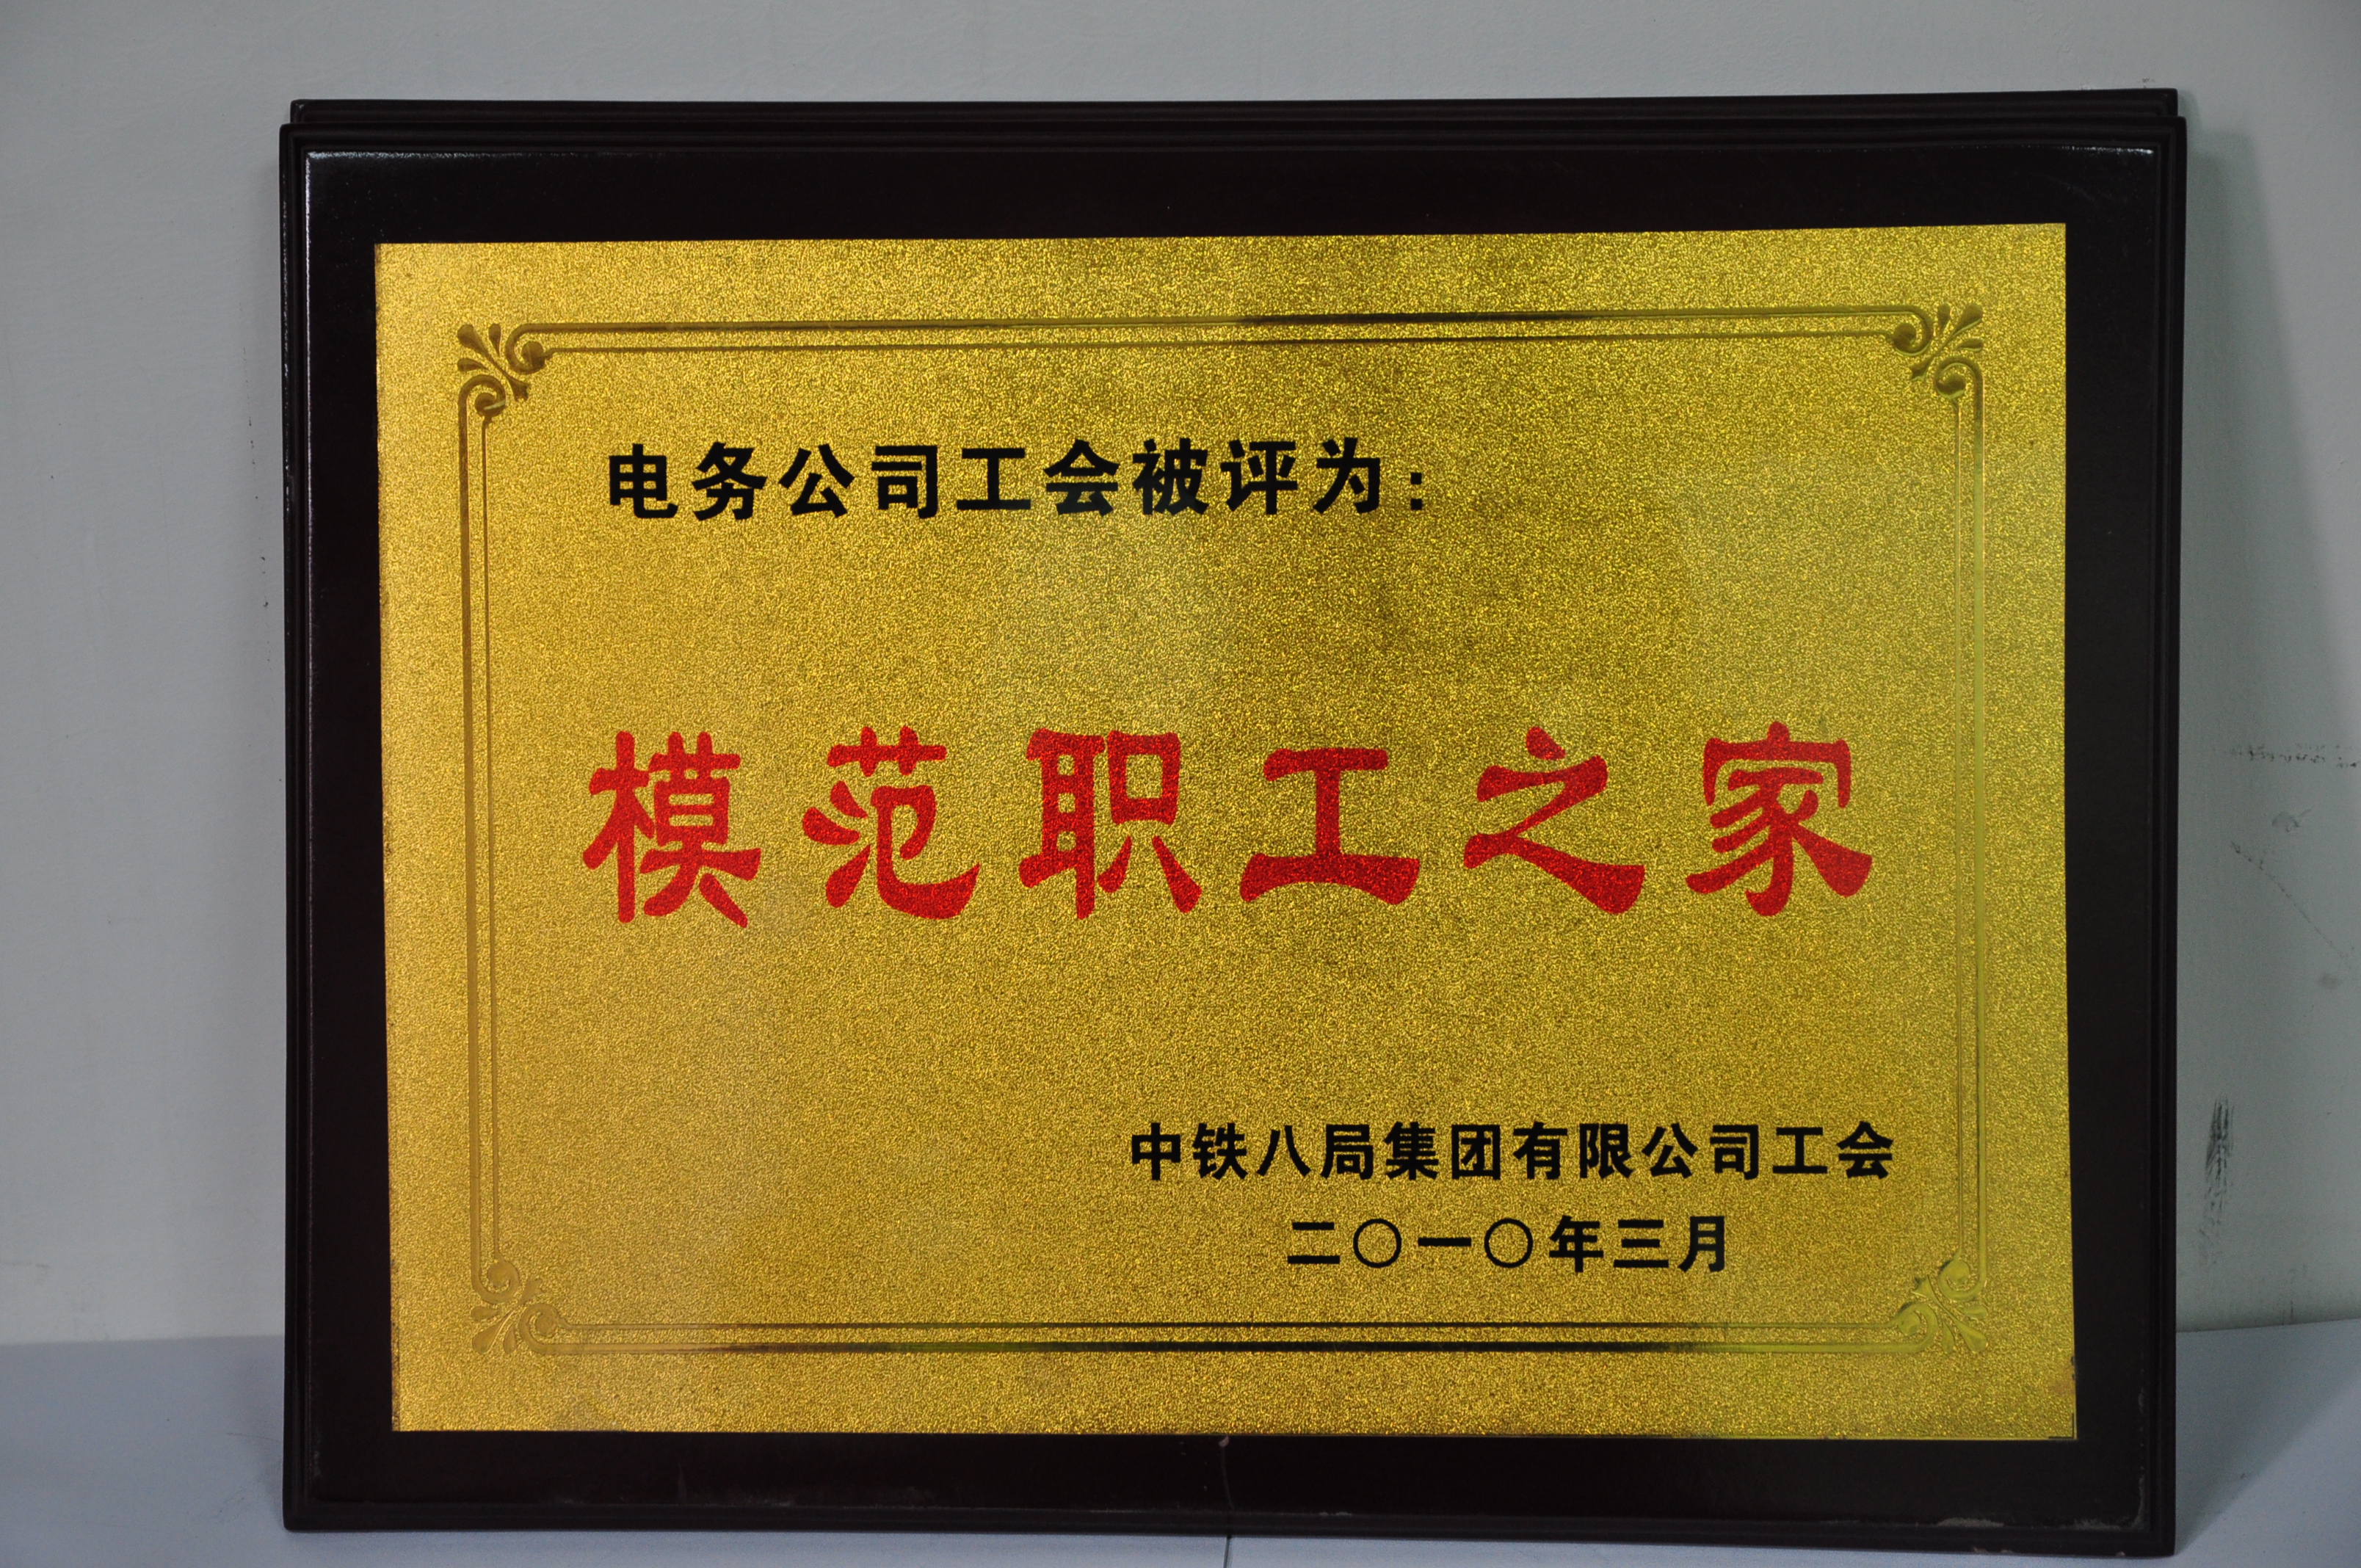 电务公司工会被评为：
模范职工之家
中铁八局集团有限公司工会
二〇一〇年三月